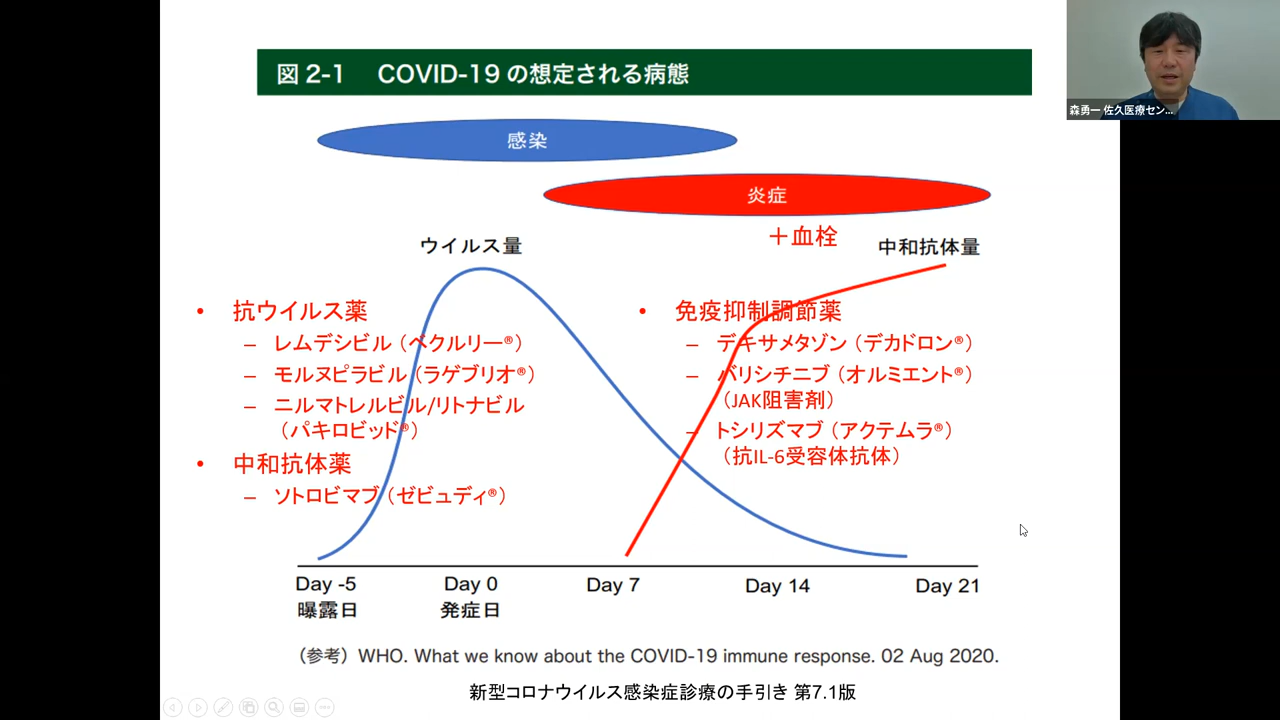 図2-1 COVID-19の想定される病態
森勇一 佐久医療セン...
感染
炎症
＋血栓
ウイルス量
中和抗体量
• 抗ウイルス薬
– レムデシビル（ベクルリー®）
– モルヌピラビル（ラゲブリオ®）
– ニルマトレルビル/リトナビル
（パキロビッド®）
• 中和抗体薬
– ソトロビマブ（ゼビュディ®）
• 免疫抑制調節薬
– デキサメタゾン（デカドロン®）
– バリシチニブ（オルミエント®）
（JAK阻害剤）
– トシリズマブ（アクテムラ®）
（抗IL-6受容体抗体）
Day -5
曝露日
Day 0
発症日
Day 7
Day 14
Day 21
（参考）WHO. What we know about the COVID-19 immune response. 02 Aug 2020.
新型コロナウイルス感染症診療の手引き 第7.1版